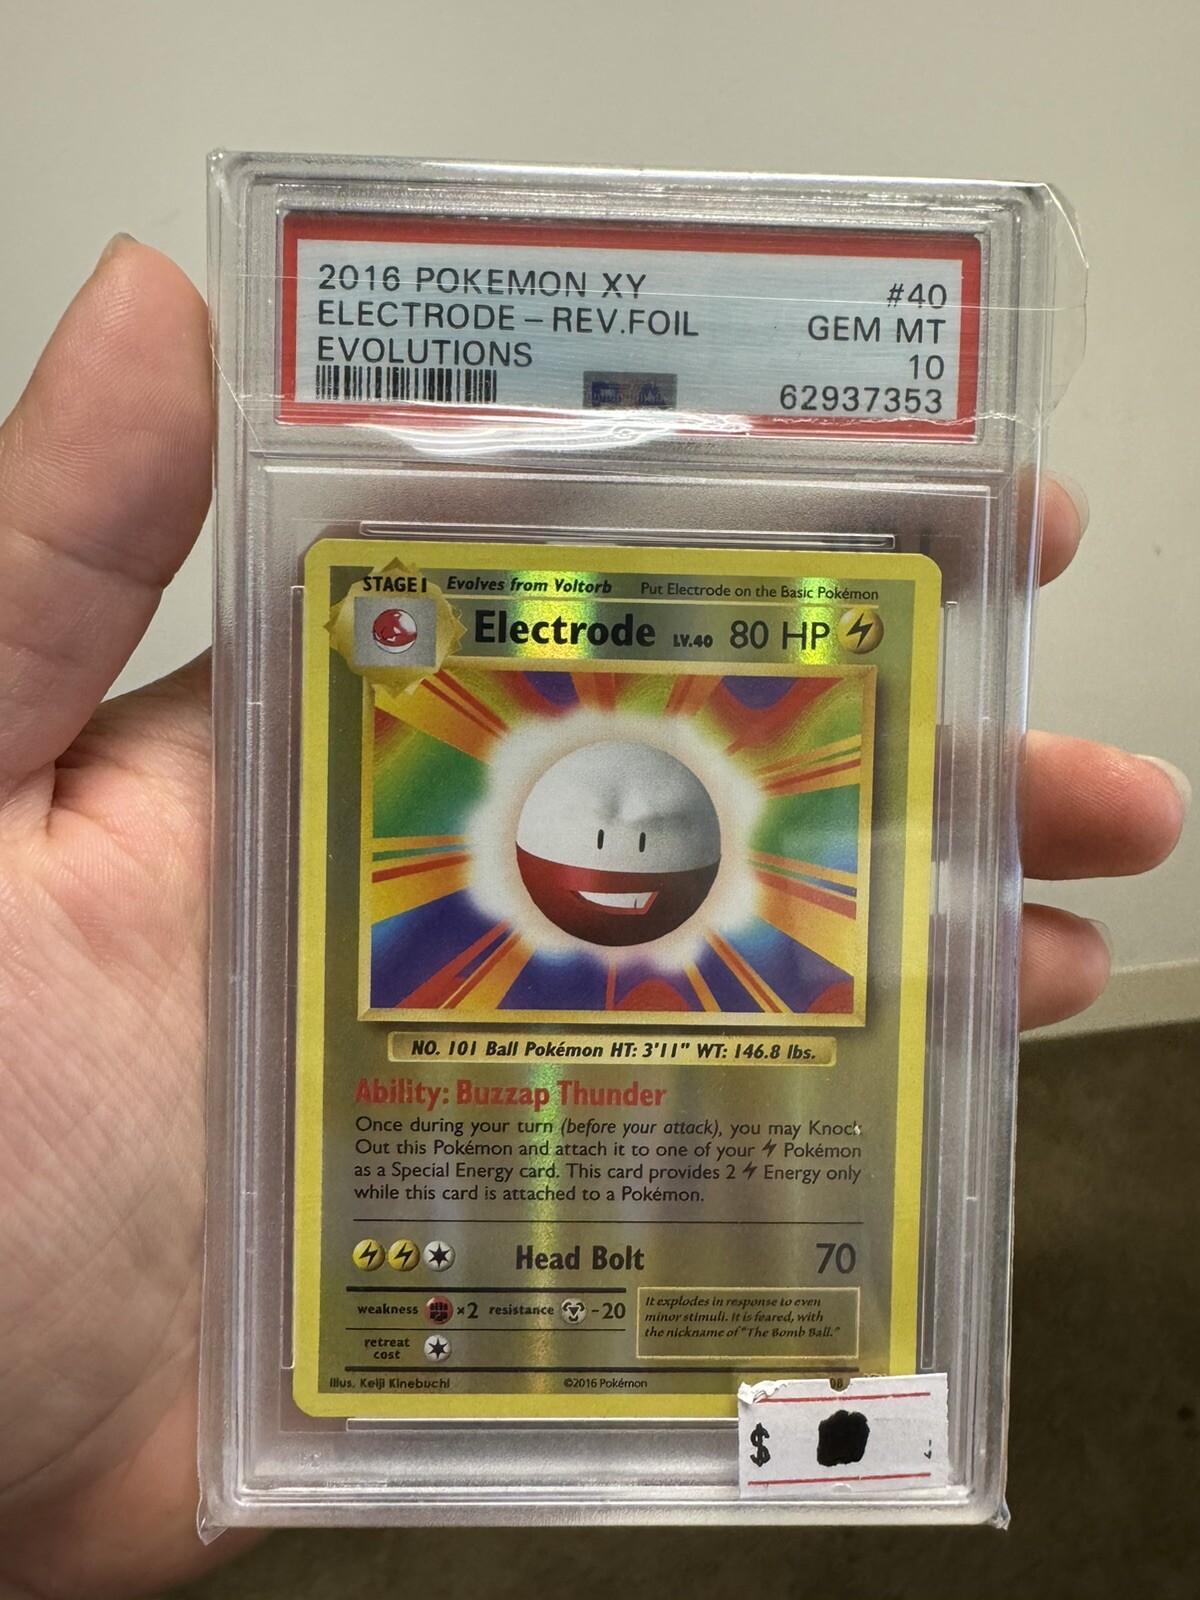 2016 POKEMON XY
#40
ELECTRODE - REV.FOIL
GEM MT
EVOLUTIONS
10
62937353
STAGE 1 Evolves from Voltorb Put Electrode on the Basic Pokémon
Electrode LV.40 80 HP
NO. 101 Ball Pokémon HT: 3'11" WT: 146.8 lbs.
Ability: Buzzap Thunder
Once during your turn (before your attack), you may Knock
Out this Pokémon and attach it to one of your Pokémon
as a Special Energy card. This card provides 2 Energy only
while this card is attached to a Pokémon.
Head Bolt 70
weakness ×2 resistance -20
It explodes in response to even
minor stimuli. It is feared, with
the nickname of "The Bomb Ball."
retreat
cost
Illus. Keiji Kinebuchi ©2016 Pokémon
$